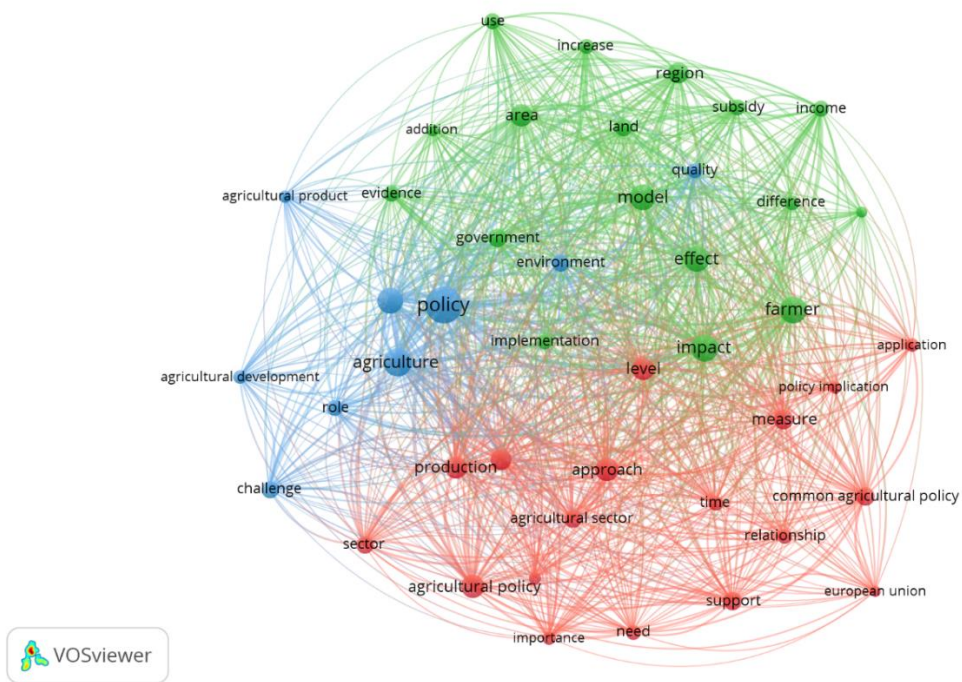 use
increase
region
area
subsidy
income
addition
land
quality
agricultural product
evidence
model
difference
government
environment
effect
policy
farmer
implementation
impact
application
agriculture
level
agricultural development
policy implication
role
measure
production
approach
challenge
common agricultural policy
time
agricultural sector
relationship
sector
agricultural policy
support
european union
importance
need
VOSviewer